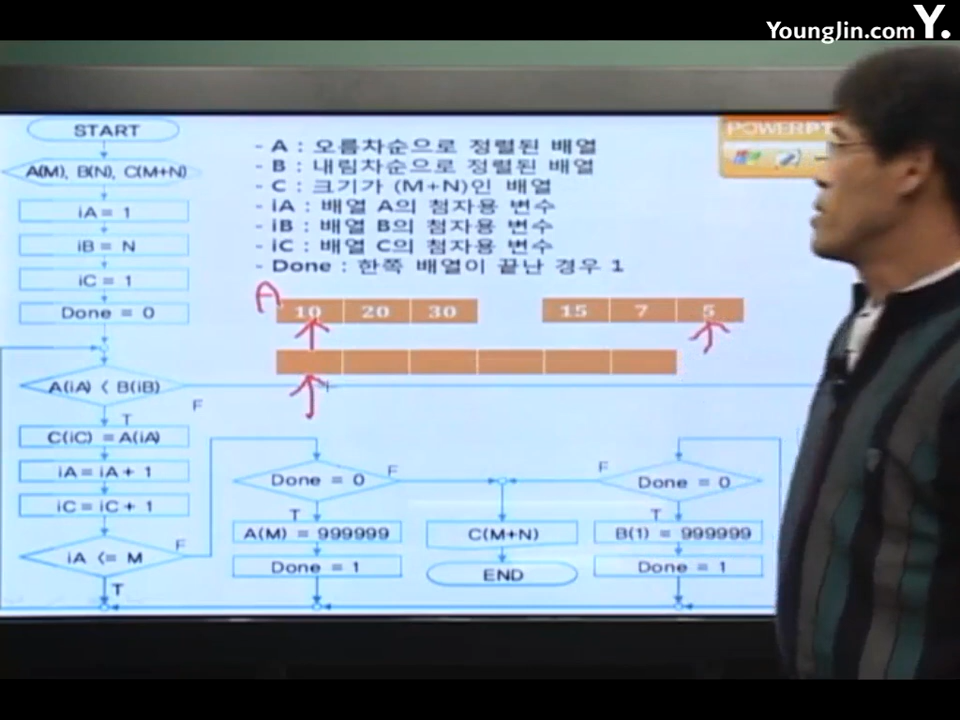 YoungJin.com Y.
START
A(M), B(N), C(M+N)
iA = 1
iB = N
iC = 1
Done = 0
A(iA) < B(iB)
T
F
C(iC) = A(iA)
iA = iA + 1
iC = iC + 1
iA <= M
F
T
- A : 오름차순으로 정렬된 배열
- B : 내림차순으로 정렬된 배열
- C : 크기가 (M+N)인 배열
- iA : 배열 A의 첨자용 변수
- iB : 배열 B의 첨자용 변수
- iC : 배열 C의 첨자용 변수
- Done : 한쪽 배열이 끝난 경우 1
A
10 20 30
15 7 5
Done = 0
F
T
A(M) = 999999
Done = 1
C(M+N)
END
Done = 0
F
T
B(1) = 999999
Done = 1